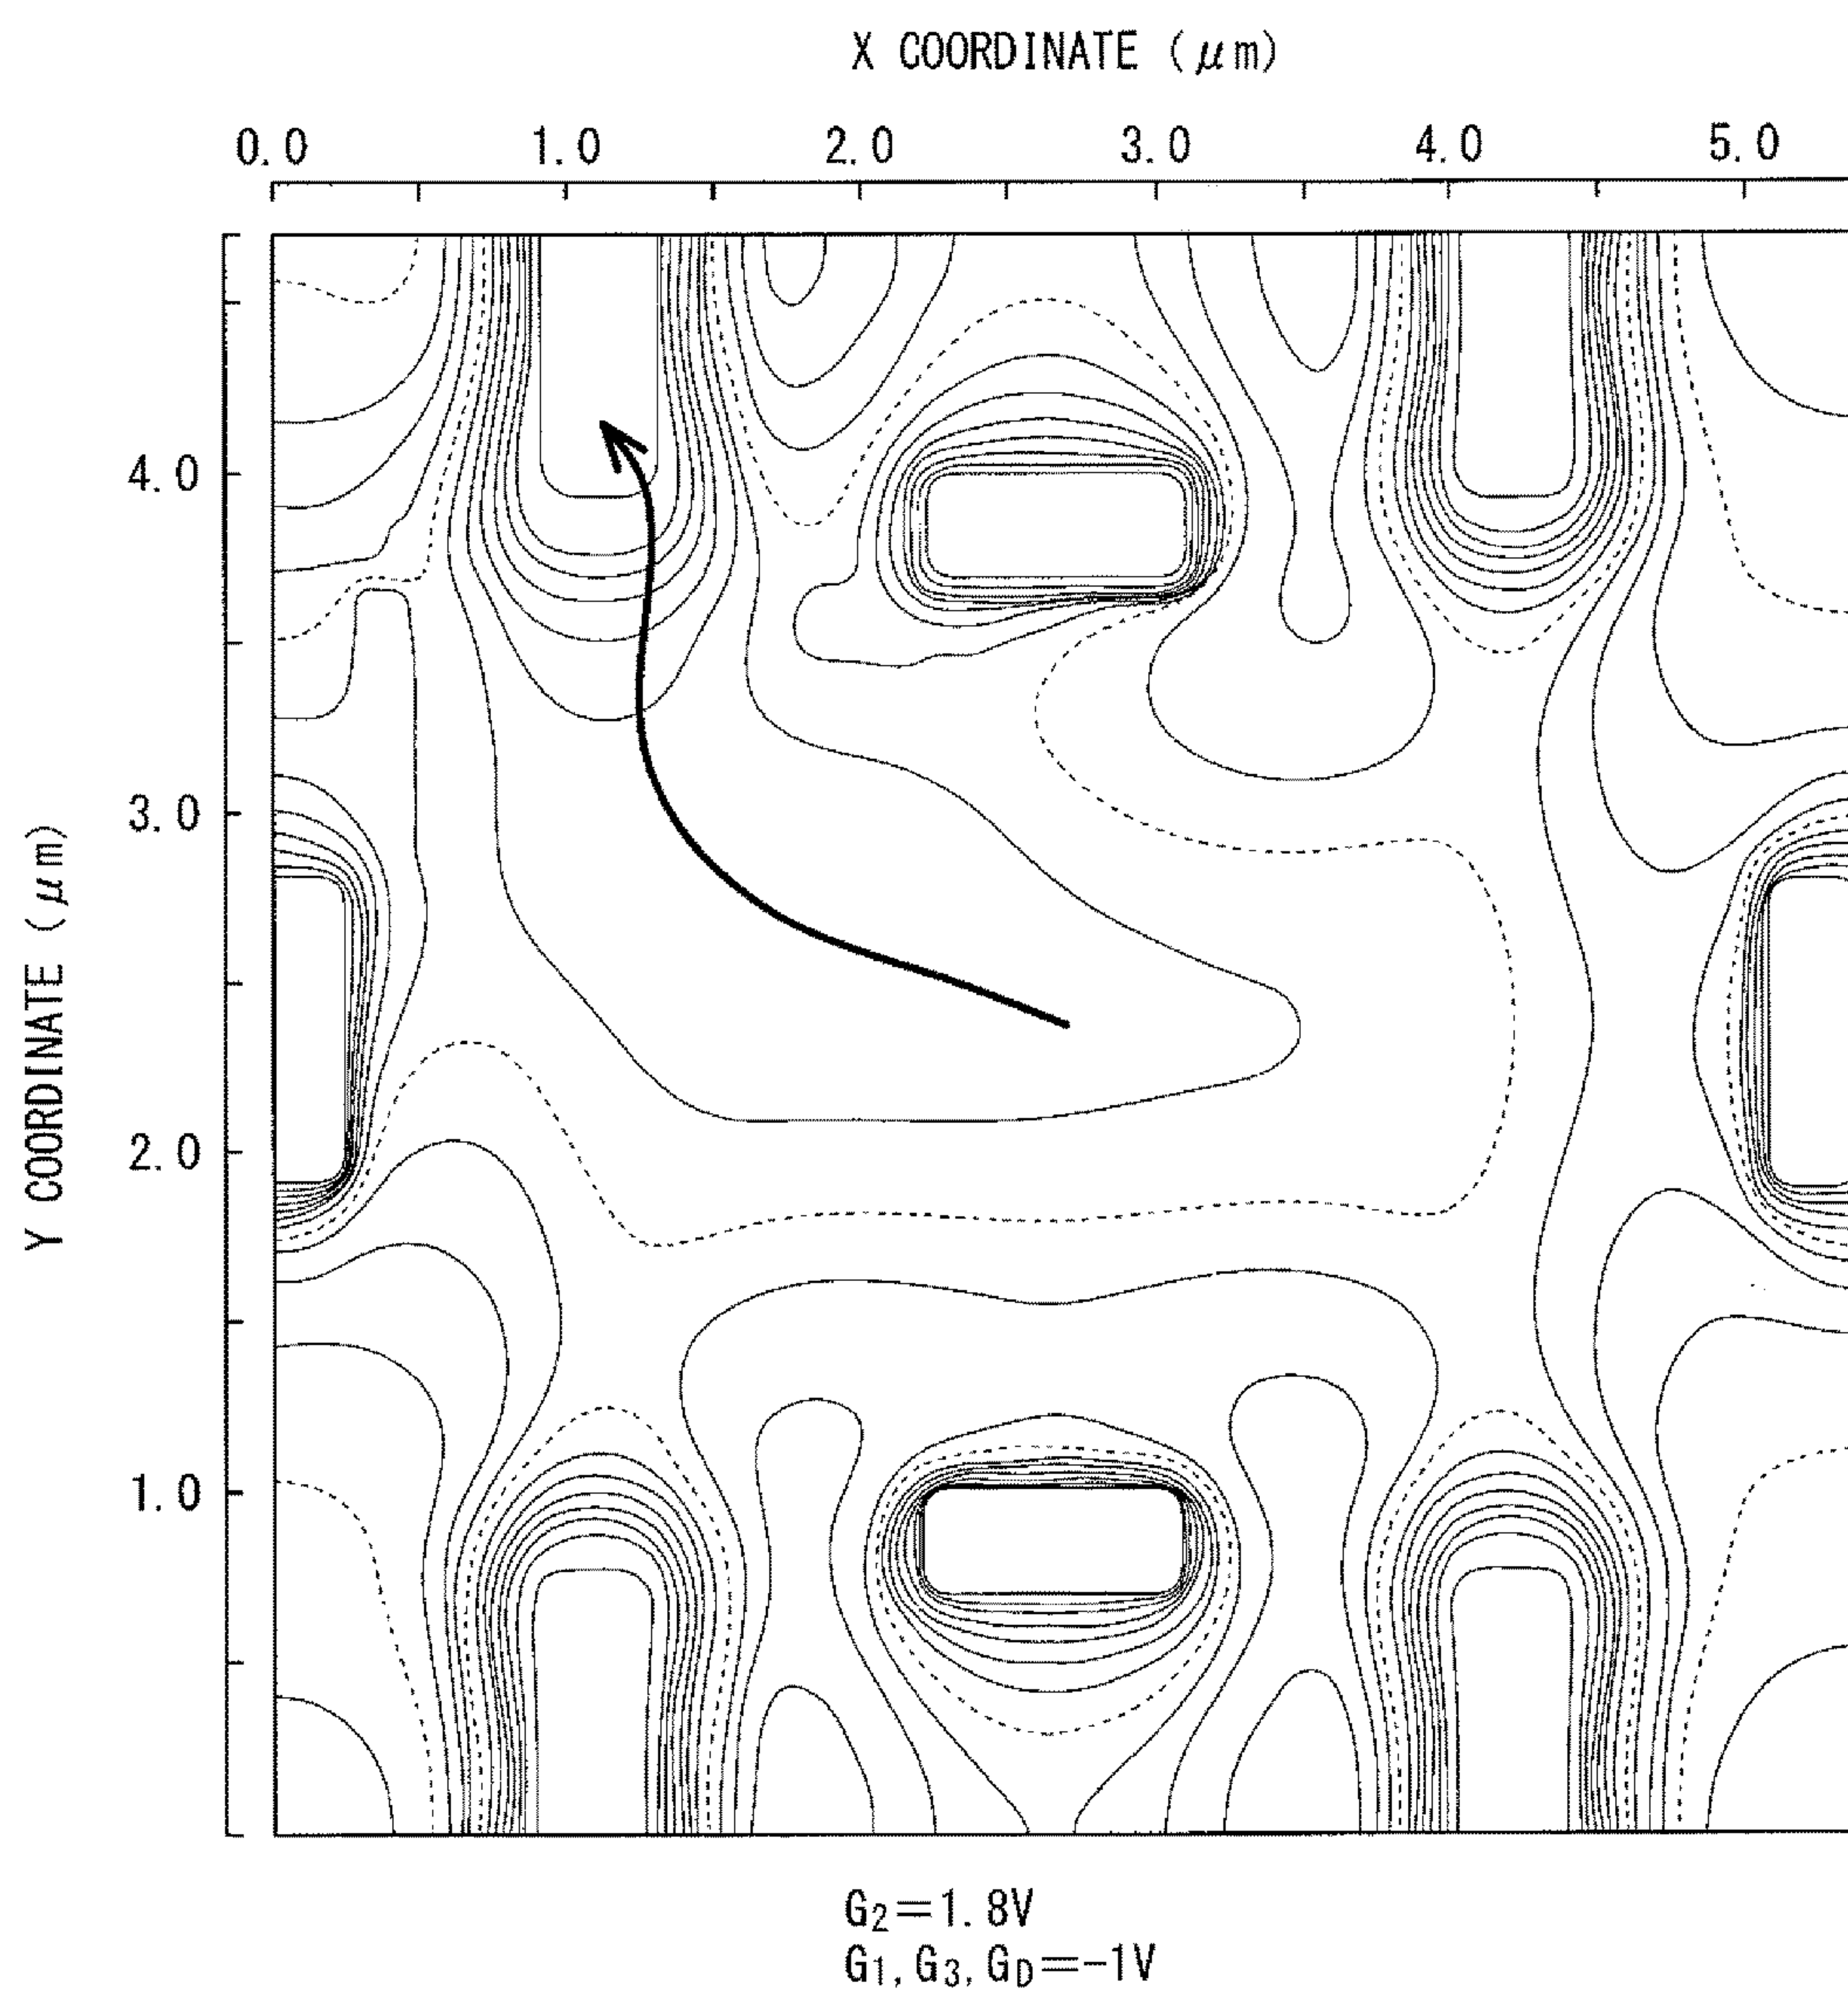 X COORDINATE (μm)
0.0 1.0 2.0 3.0 4.0 5.0
4.0
3.0
2.0
1.0
Y COORDINATE (μm)
G₂=1.8V
G₁, G₃, G_D=-1V